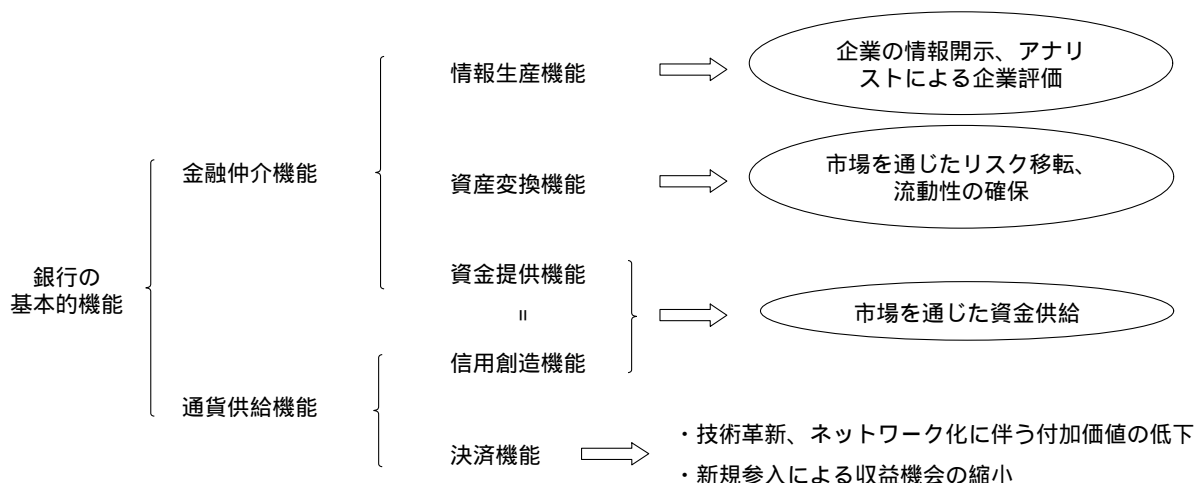 情報生産機能
企業の情報開示、アナリ
ストによる企業評価
金融仲介機能
資産変換機能
市場を通じたリスク移転、
流動性の確保
銀行の
基本的機能
資金提供機能
=
信用創造機能
市場を通じた資金供給
通貨供給機能
決済機能
・技術革新、ネットワーク化に伴う付加価値の低下
・新規参入による収益機会の縮小